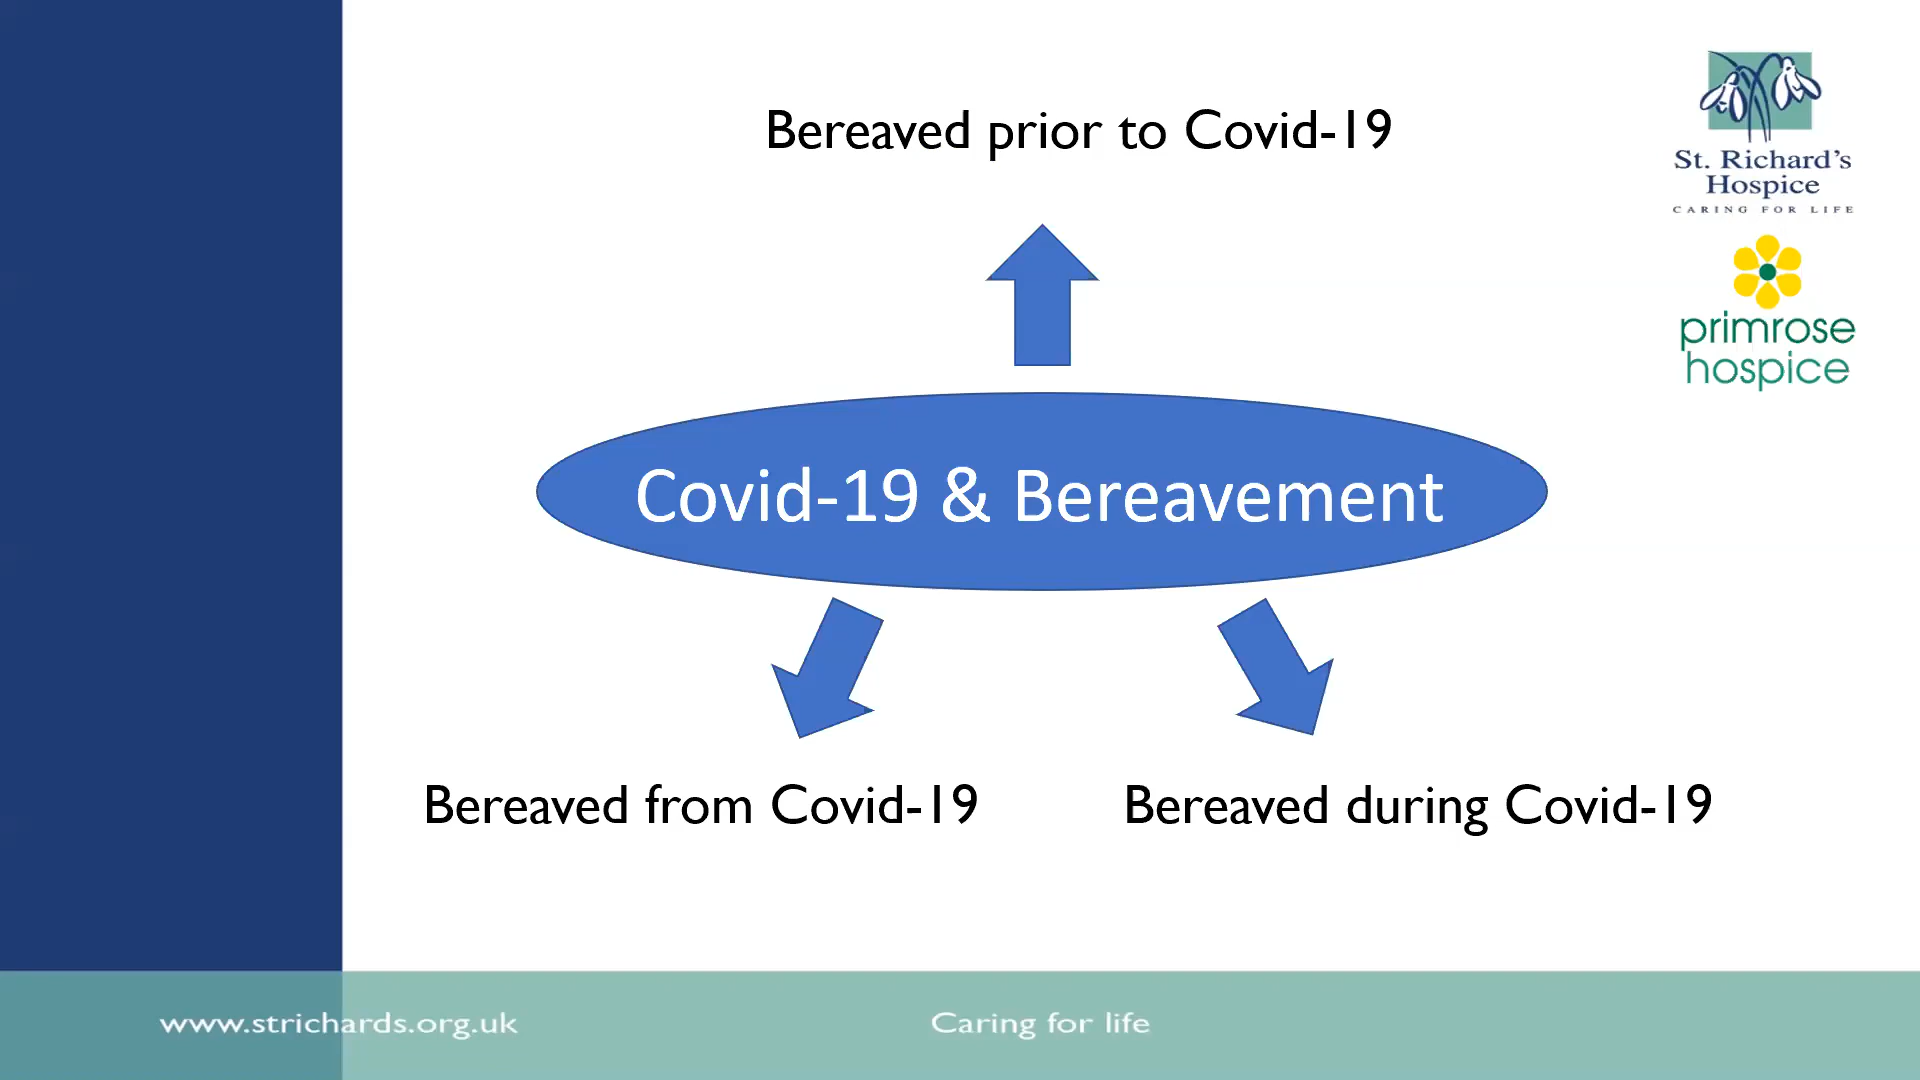 Bereaved prior to Covid-19
St. Richard's
Hospice
CARING FOR LIFE
primrose
hospice
Covid-19 & Bereavement
Bereaved from Covid-19
Bereaved during Covid-19
www.strichards.org.uk
Caring for life